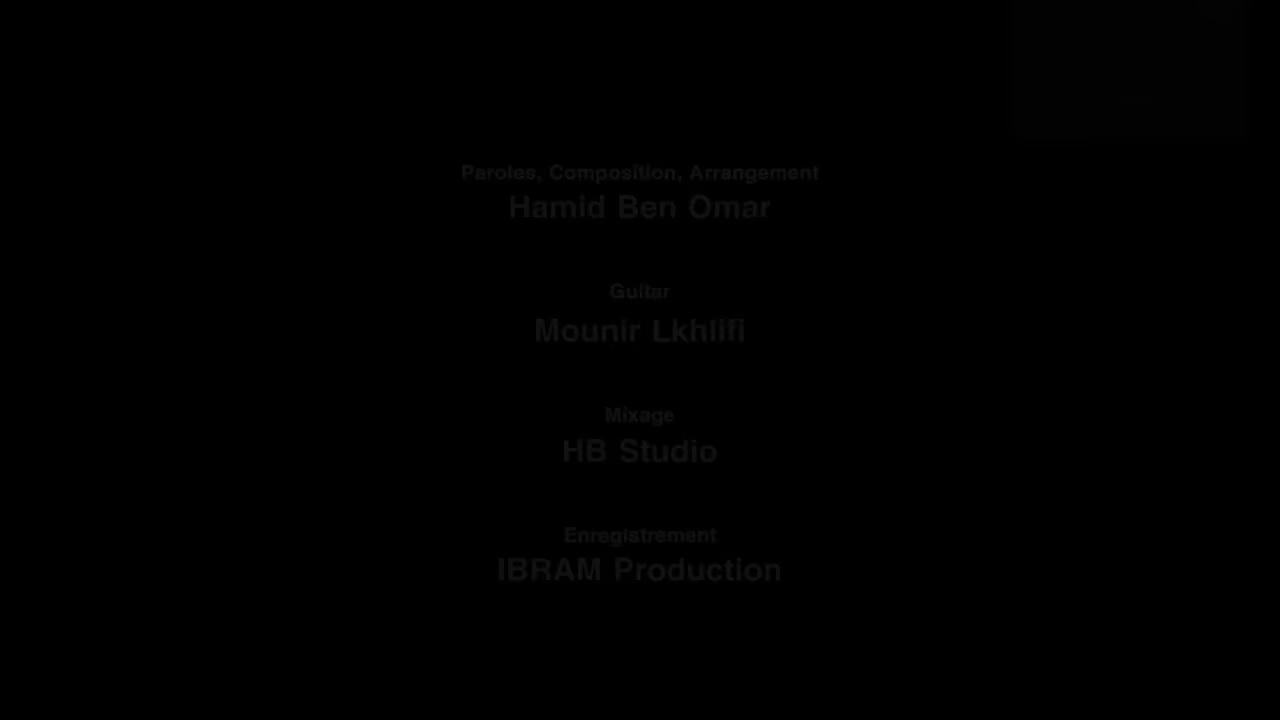 Paroles, Composition, Arrangement
Hamid Ben Omar
Guitar
Mounir Lkhlifi
Mixage
HB Studio
Enregistrement
IBRAM Production